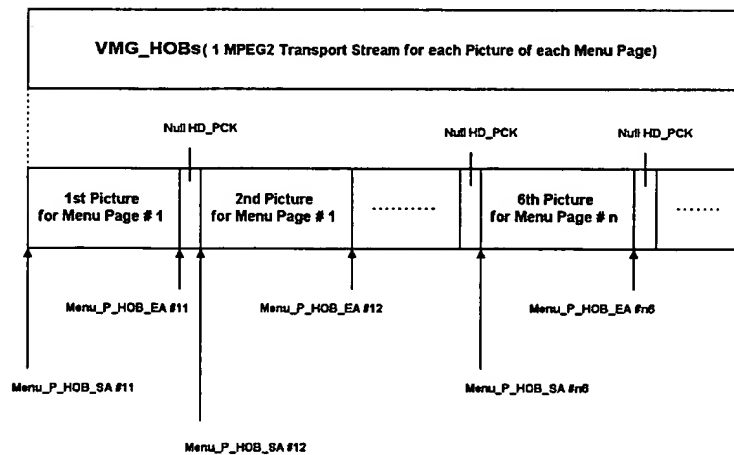 VMG_HOBs( 1 MPEG2 Transport Stream for each Picture of each Menu Page)
Null HD_PCK
Null HD_PCK
Null HD_PCK
1st Picture
for Menu Page # 1
2nd Picture
for Menu Page # 1
.........
6th Picture
for Menu Page # n
......
Menu_P_HOB_EA #11
Menu_P_HOB_EA #12
Menu_P_HOB_EA #n6
Menu_P_HOB_SA #11
Menu_P_HOB_SA #n6
Menu_P_HOB_SA #12